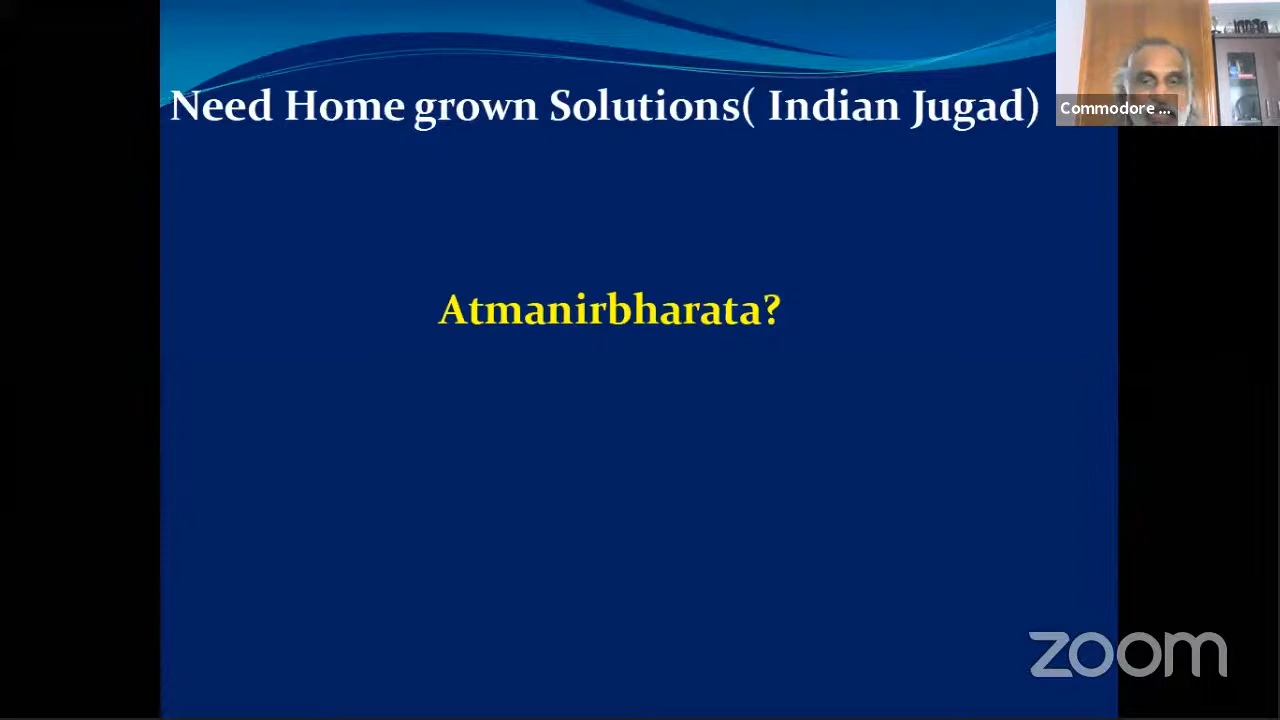 Need Home grown Solutions( Indian Jugad)
Commodore ...
Atmanirbharata?
zoom